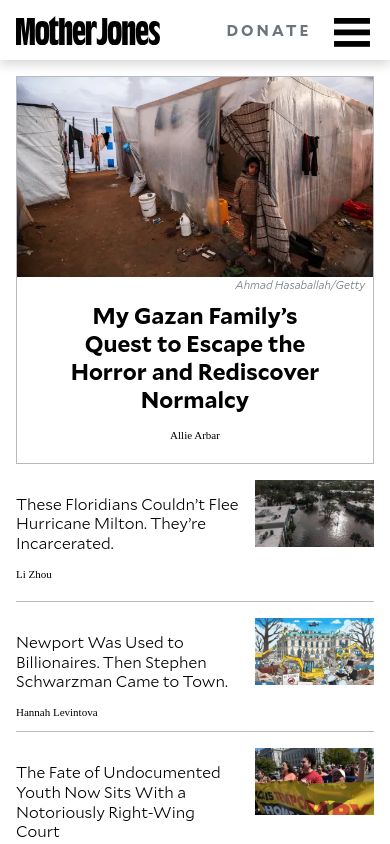 Mother Jones
DONATE
Ahmad Hasaballah/Getty
My Gazan Family’s
Quest to Escape the
Horror and Rediscover
Normalcy
Allie Arbar
These Floridians Couldn’t Flee
Hurricane Milton. They’re
Incarcerated.
Li Zhou
Newport Was Used to
Billionaires. Then Stephen
Schwarzman Came to Town.
Hannah Levintova
The Fate of Undocumented
Youth Now Sits With a
Notoriously Right-Wing
Court